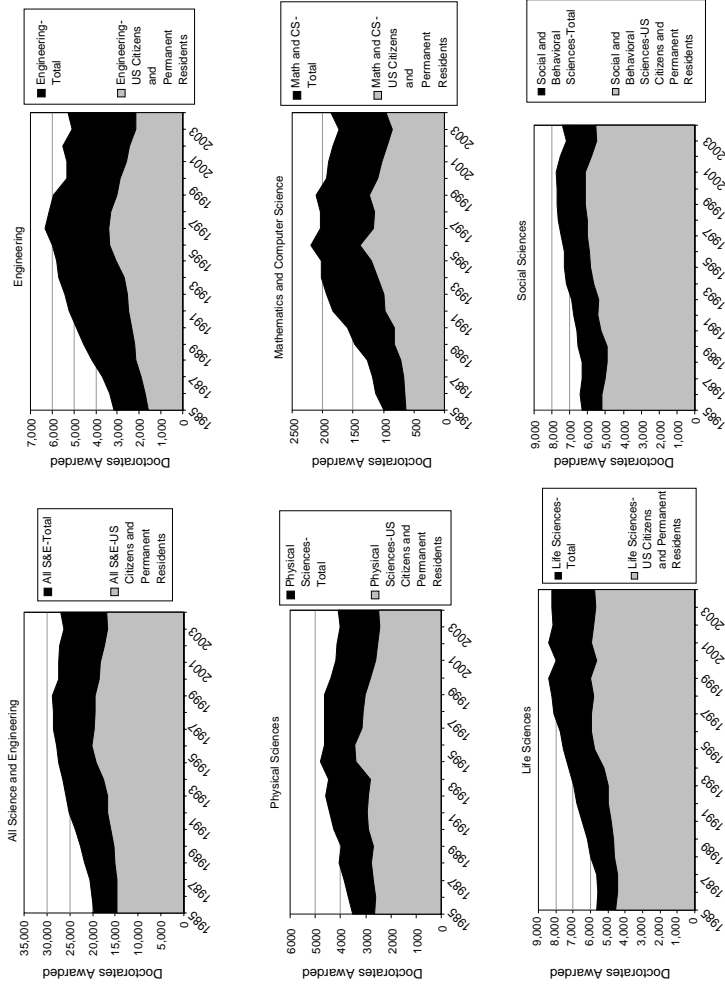 All Science and Engineering
Doctorates Awarded
35,000
30,000
25,000
20,000
15,000
10,000
5,000
0
1985 1987 1989 1991 1993 1995 1997 1999 2001 2003
All S&E-Total
All S&E-US
Citizens and
Permanent
Residents
Engineering
Doctorates Awarded
7,000
6,000
5,000
4,000
3,000
2,000
1,000
0
1985 1987 1989 1991 1993 1995 1997 1999 2001 2003
Engineering-
Total
Engineering-
US Citizens
and
Permanent
Residents
Physical Sciences
Doctorates Awarded
6000
5000
4000
3000
2000
1000
0
1985 1987 1989 1991 1993 1995 1997 1999 2001 2003
Physical
Sciences-
Total
Physical
Sciences-US
Citizens and
Permanent
Residents
Mathematics and Computer Science
Doctorates Awarded
2500
2000
1500
1000
500
0
1985 1987 1989 1991 1993 1995 1997 1999 2001 2003
Math and CS-
Total
Math and CS-
US Citizens
and
Permanent
Residents
Life Sciences
Doctorates Awarded
9,000
8,000
7,000
6,000
5,000
4,000
3,000
2,000
1,000
0
1985 1987 1989 1991 1993 1995 1997 1999 2001 2003
Life Sciences-
Total
Life Sciences-
US Citizens
and Permanent
Residents
Social Sciences
Doctorates Awarded
9,000
8,000
7,000
6,000
5,000
4,000
3,000
2,000
1,000
0
1985 1987 1989 1991 1993 1995 1997 1999 2001 2003
Social and
Behavioral
Sciences-Total
Social and
Behavioral
Sciences-US
Citizens and
Permanent
Residents